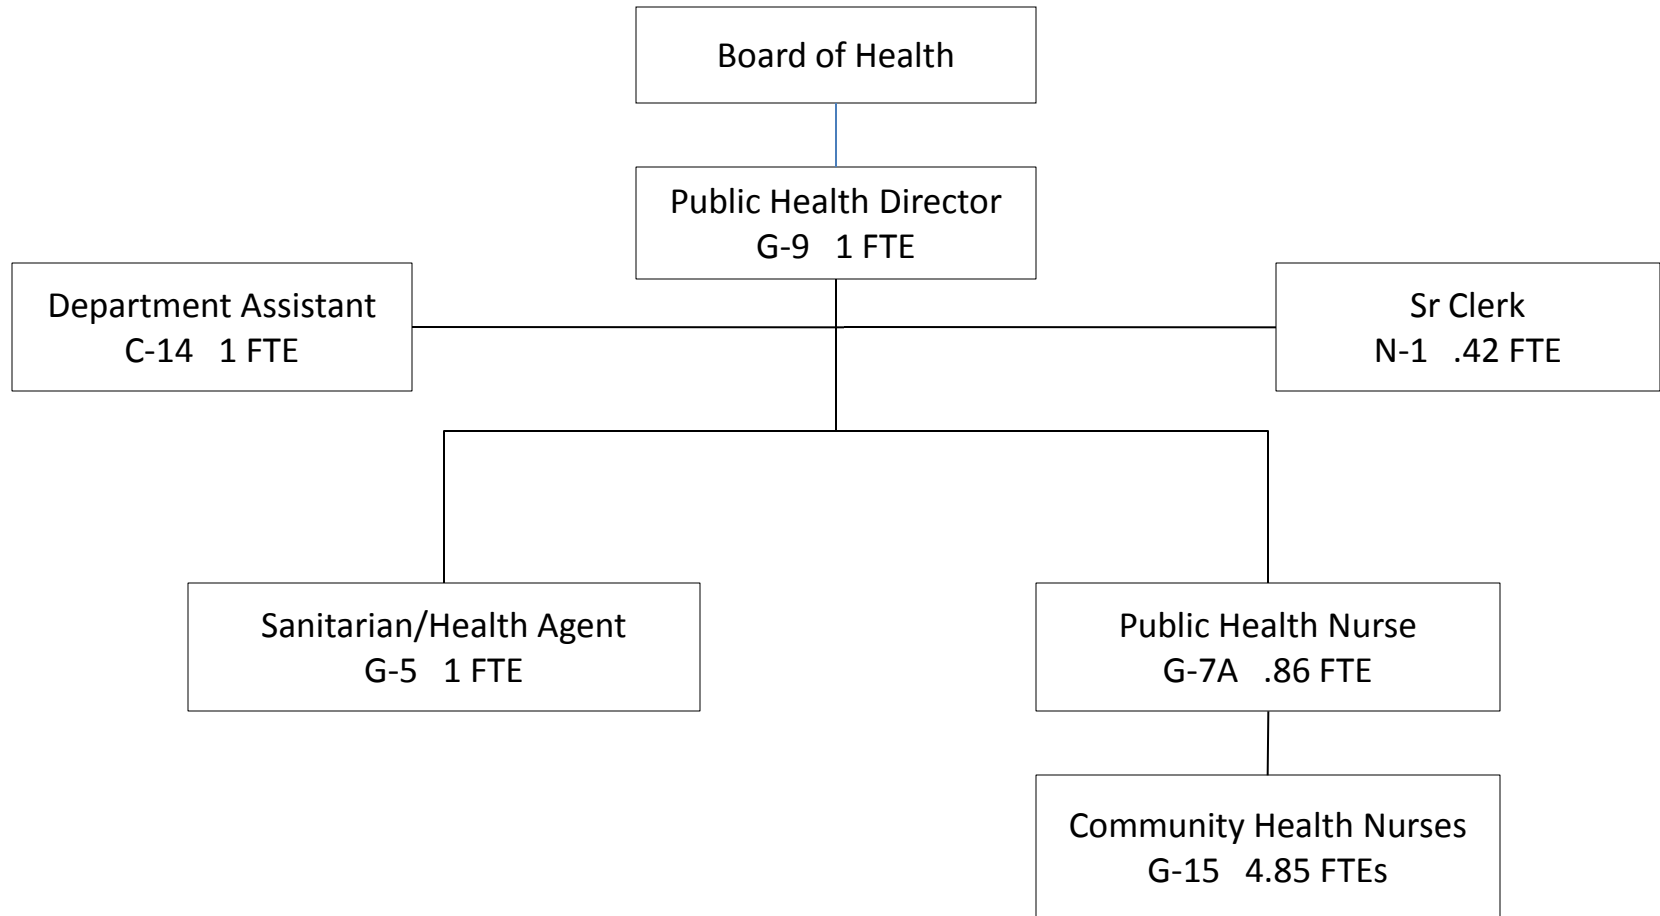 Board of Health
Public Health Director
G-9   1 FTE
Department Assistant
C-14   1 FTE
Sr Clerk
N-1   .42 FTE
Sanitarian/Health Agent
G-5   1 FTE
Public Health Nurse
G-7A   .86 FTE
Community Health Nurses
G-15   4.85 FTEs